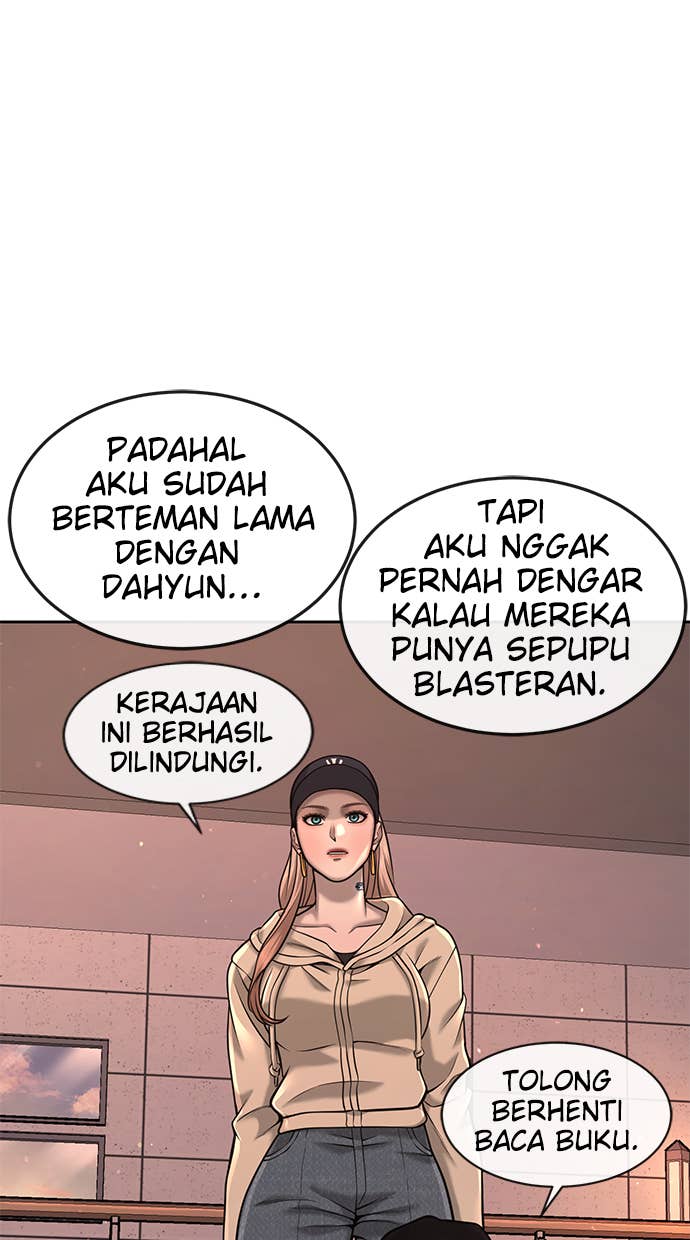 PADAHAL
AKU SUDAH
BERTEMAN LAMA
DENGAN
DAHYUN...
TAPI
AKU NGGAK
PERNAH DENGAR
KALAU MEREKA
PUNYA SEPUPU
BLASTERAN.
KERAJAAN
INI BERHASIL
DILINDUNGI.
TOLONG
BERHENTI
BACA BUKU.